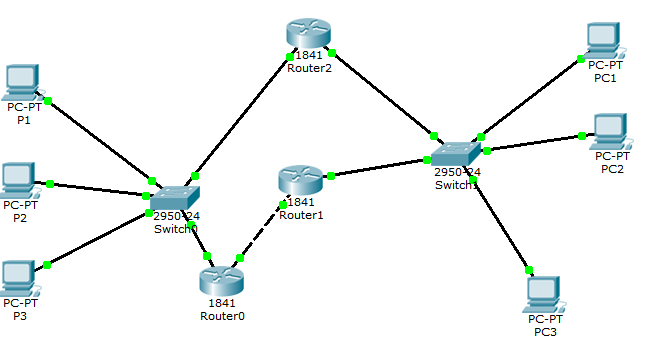 1841
Router2
PC-PT
PC1
PC-PT
P1
PC-PT
PC2
2950-24
Switch1
PC-PT
P2
1841
Router1
2950-24
Switch0
PC-PT
P3
1841
Router0
PC-PT
PC3